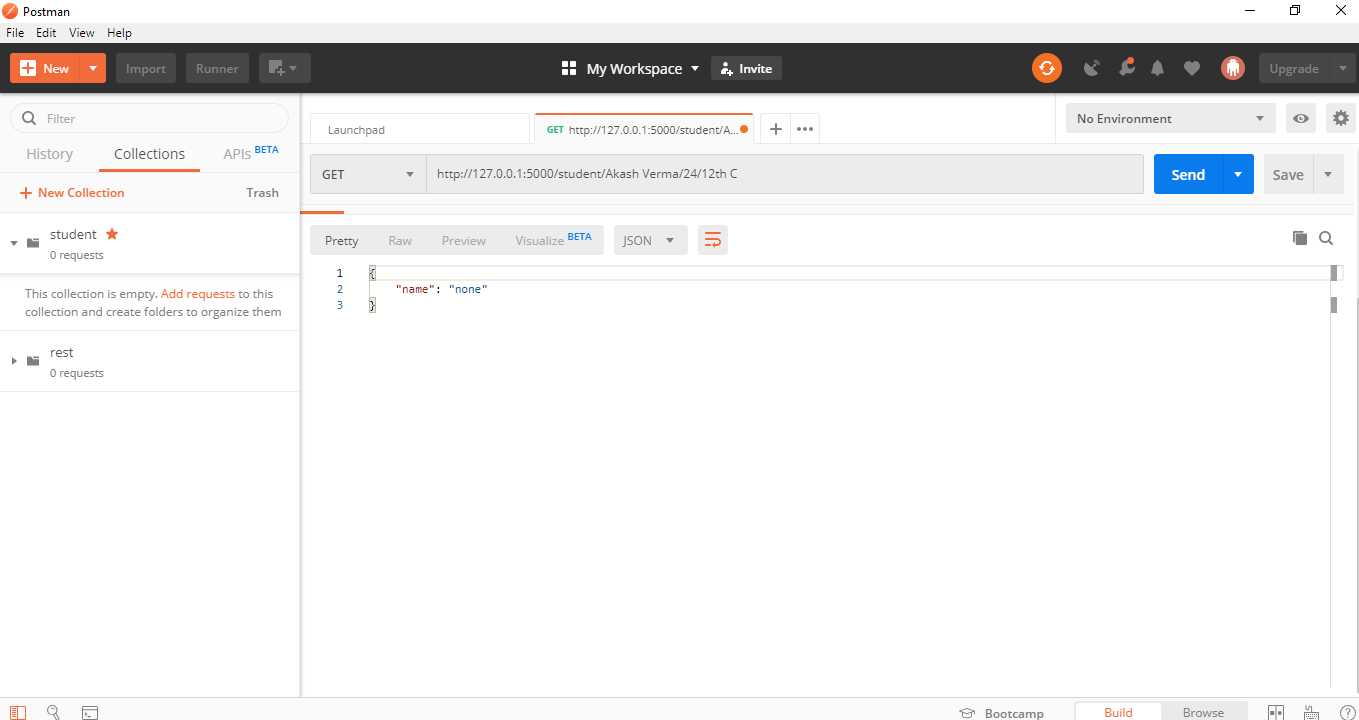 Postman
File Edit View Help
New Import Runner My Workspace Invite Upgrade
Filter
History Collections APIs BETA
New Collection Trash
student
0 requests
This collection is empty. Add requests to this
collection and create folders to organize them
rest
0 requests
Launchpad GET http://127.0.0.1:5000/student/A... No Environment
GET http://127.0.0.1:5000/student/Akash Verma/24/12th C Send Save
Pretty Raw Preview Visualize BETA JSON
1 {
2 "name": "none"
3 }
Bootcamp Build Browse